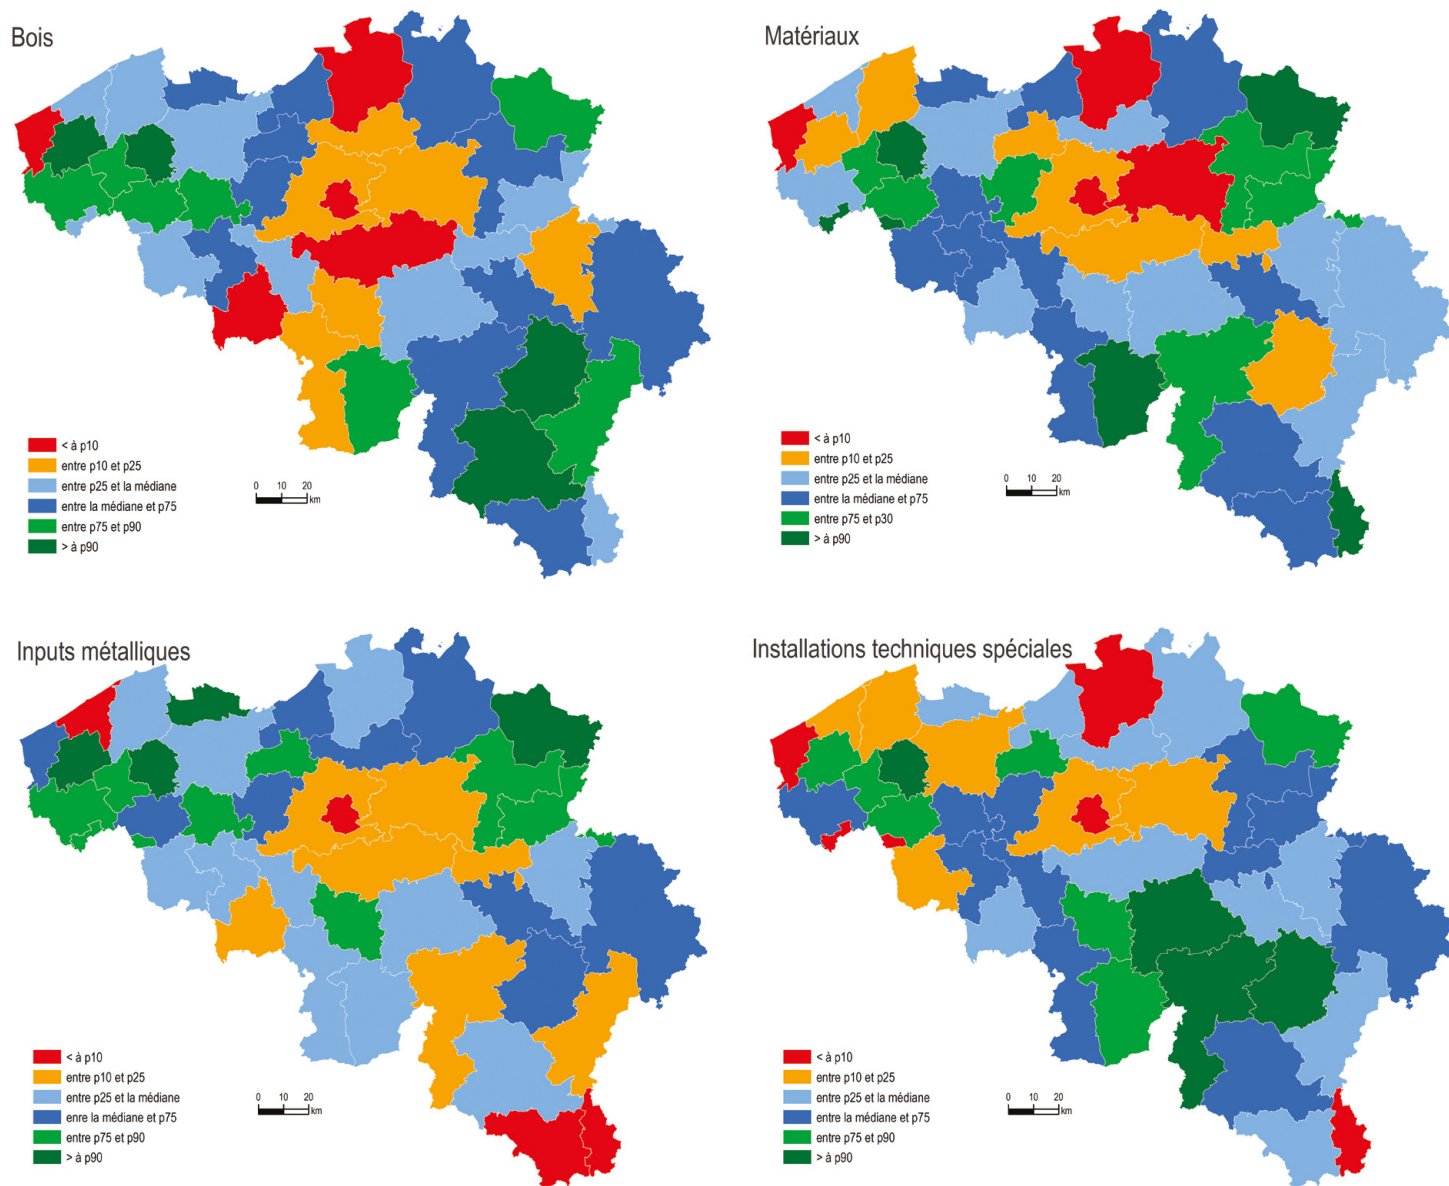 Bois
< à p10
entre p10 et p25
entre p25 et la médiane
entre la médiane et p75
entre p75 et p90
> à p90
0 10 20
km
Matériaux
< à p10
entre p10 et p25
entre p25 et la médiane
entre la médiane et p75
entre p75 et p30
> à p90
0 10 20
km
Inputs métalliques
< à p10
entre p10 et p25
entre p25 et la médiane
enre la médiane et p75
entre p75 et p90
> à p90
0 10 20
km
Installations techniques spéciales
< à p10
entre p10 et p25
entre p25 et la médiane
entre la médiane et p75
entre p75 et p90
> à p90
0 10 20
km